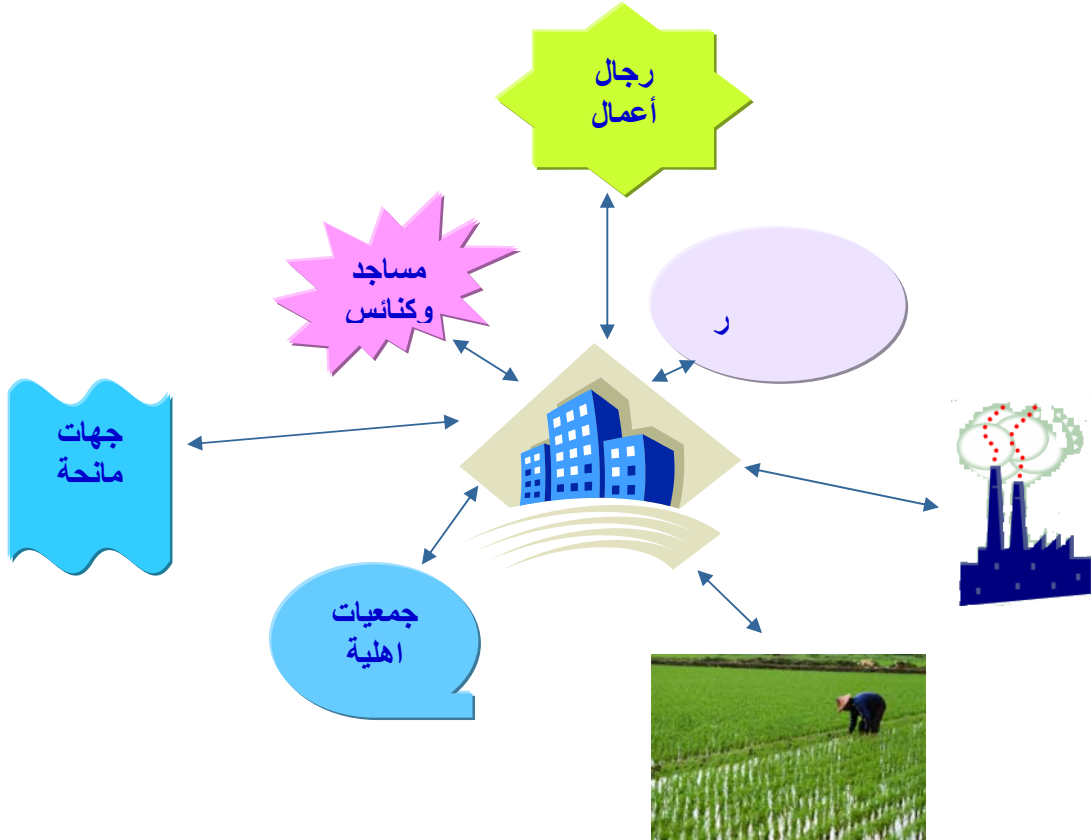 رجال
أعمال
مساجد
وكنائس
ر
جهات
مانحة
جمعيات
اهلية